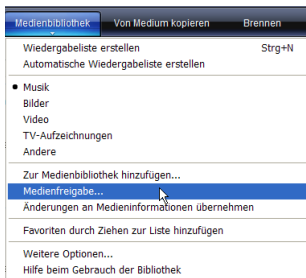 Medienbibliothek Von Medium kopieren Brennen
Wiedergabeliste erstellen Strg+N
Automatische Wiedergabeliste erstellen
Musik
Bilder
Video
TV-Aufzeichnungen
Andere
Zur Medienbibliothek hinzufügen...
Medienfreigabe...
Änderungen an Medieninformationen übernehmen
Favoriten durch Ziehen zur Liste hinzufügen
Weitere Optionen...
Hilfe beim Gebrauch der Bibliothek